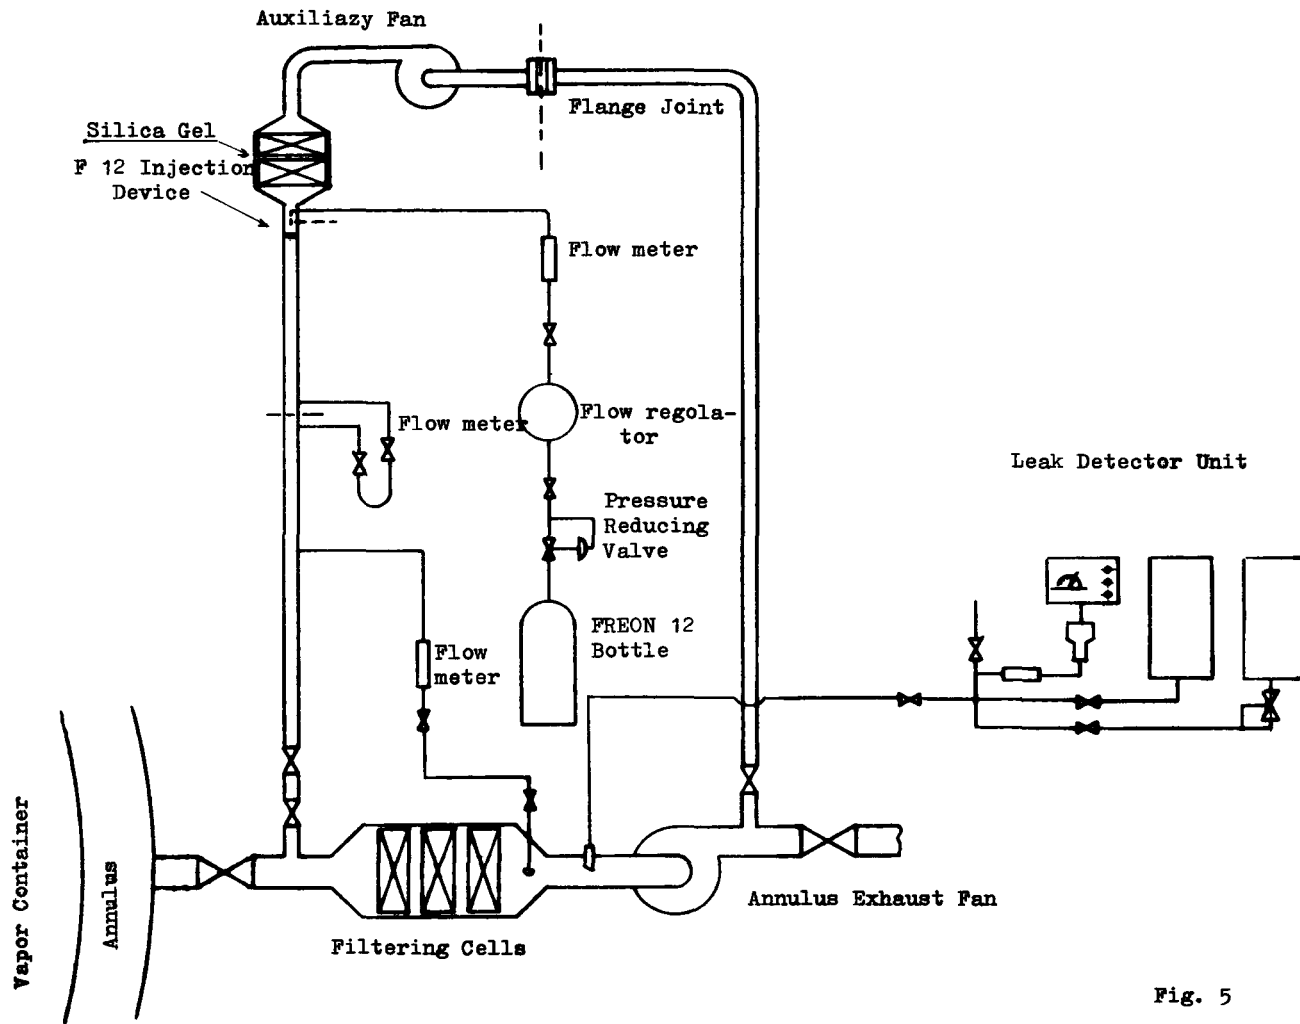 Auxiliazy Fan
Flange Joint
Silica Gel
F 12 Injection
Device
Flow meter
Flow meter
Flow regola-
tor
Leak Detector Unit
Pressure
Reducing
Valve
FREON 12
Bottle
Flow
meter
Vapor Container
Annulus
Annulus Exhaust Fan
Filtering Cells
Fig. 5